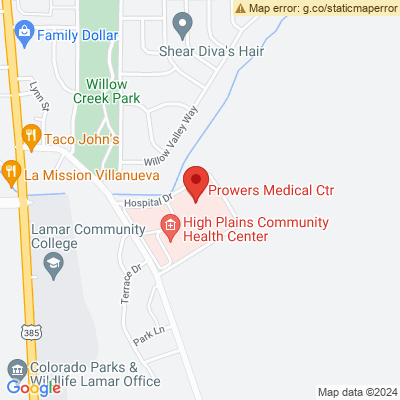 Map error: g.co/staticmaperror
Family Dollar
Shear Diva's Hair
Lynn St
Willow
Creek Park
Willow Valley Way
Taco John's
La Mission Villanueva
Prowers Medical Ctr
Hospital Dr
High Plains Community
Health Center
Lamar Community
College
Terrace Dr
385
Park Ln
Colorado Parks &
Wildlife Lamar Office
Google
Map data ©2024